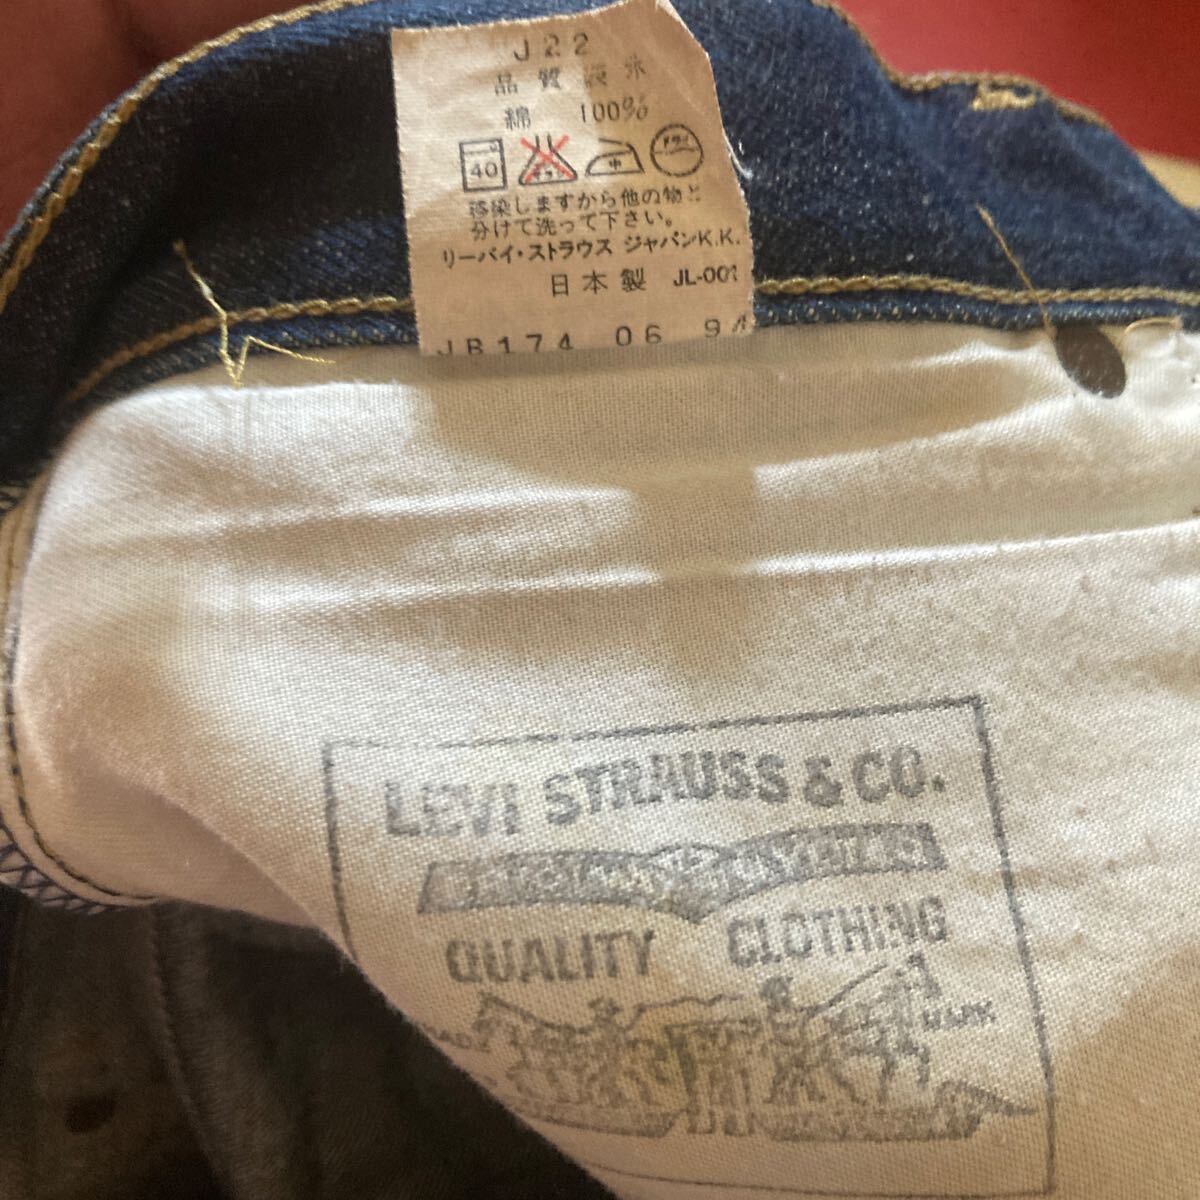 J22
品質表示
綿 100%
40
中
移染しますから他の物と
分けて洗って下さい。
リーバイ・ストラウス ジャパンK.K.
日本製 JL-001
JB174 06 94
LEVI STRAUSS & CO.
QUALITY CLOTHING